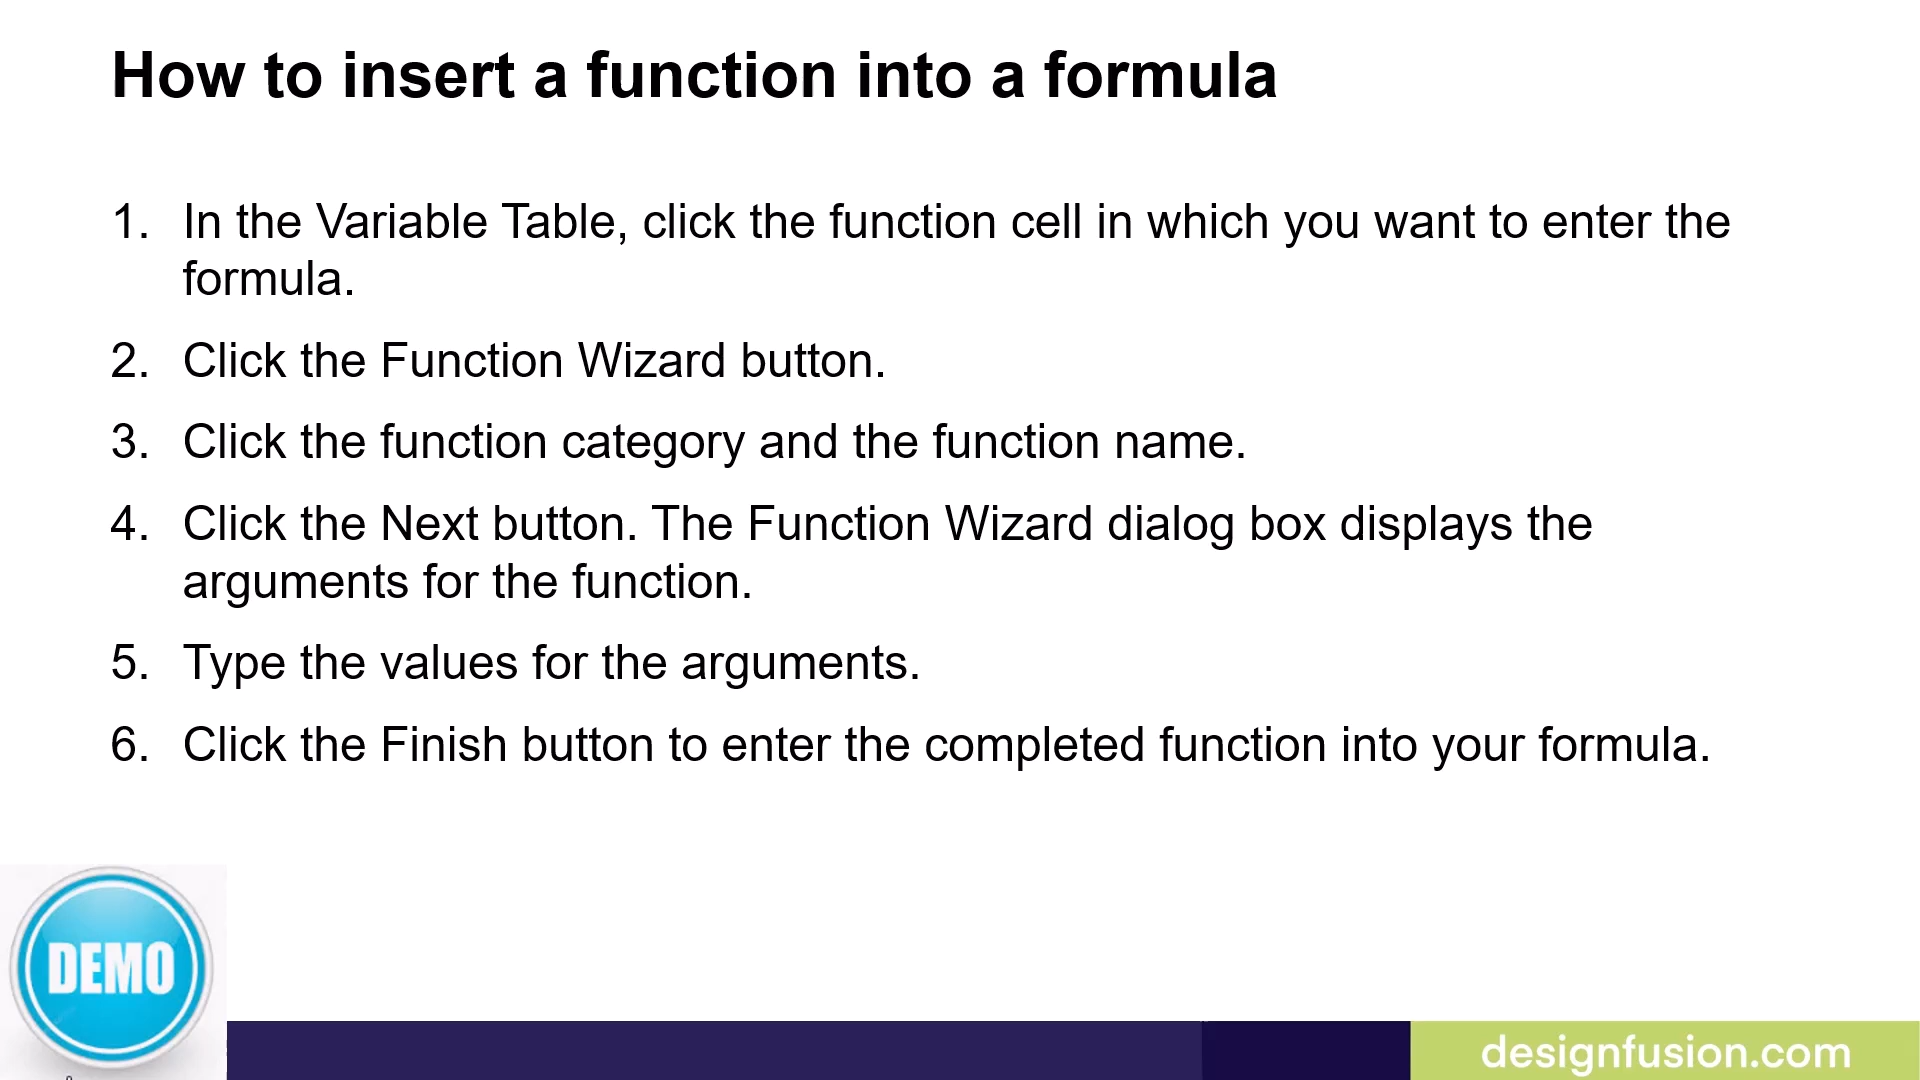 How to insert a function into a formula
1. In the Variable Table, click the function cell in which you want to enter the
formula.
2. Click the Function Wizard button.
3. Click the function category and the function name.
4. Click the Next button. The Function Wizard dialog box displays the
arguments for the function.
5. Type the values for the arguments.
6. Click the Finish button to enter the completed function into your formula.
DEMO
designfusion.com